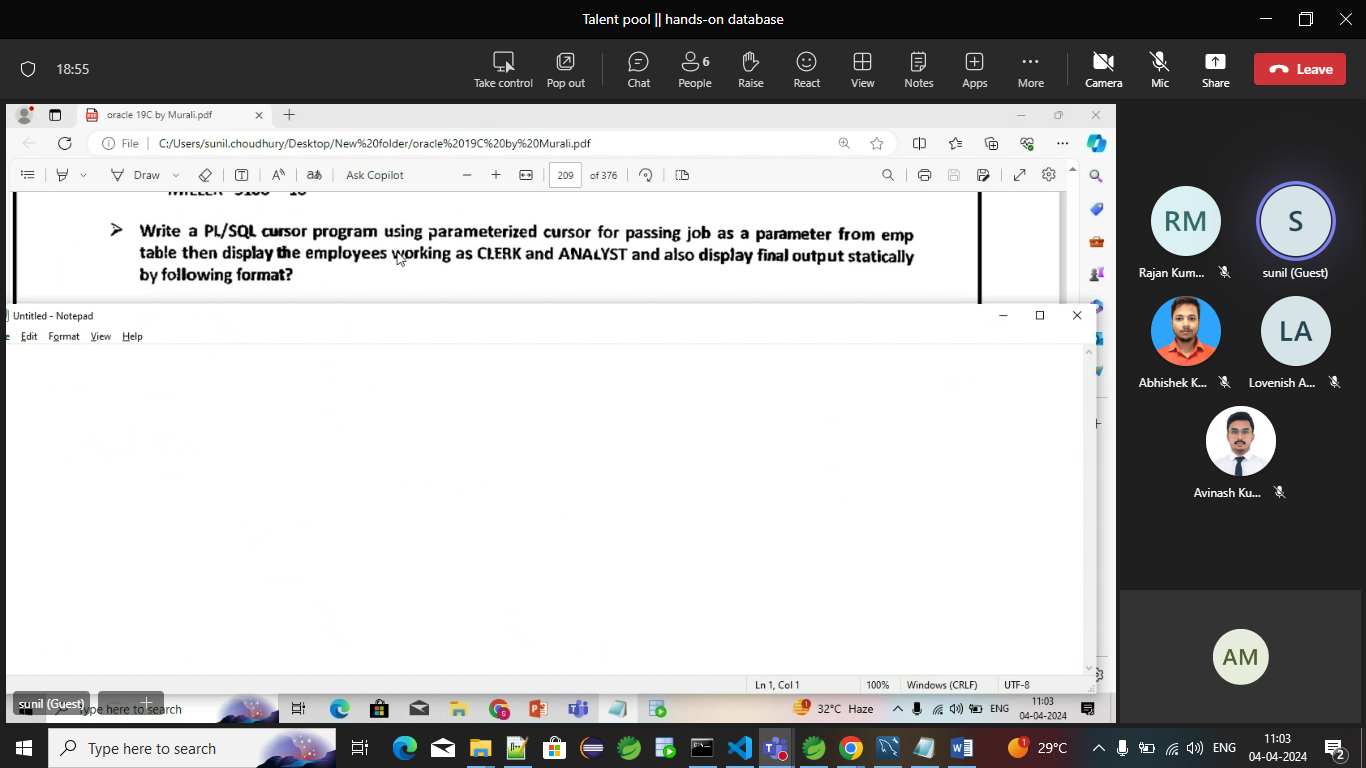 Talent pool || hands-on database
18:55
Take control
Pop out
Chat
People
6
Raise
React
View
Notes
Apps
More
Camera
Mic
Share
Leave
oracle 19C by Murali.pdf
File
C:/Users/sunil.choudhury/Desktop/New%20folder/oracle%2019C%20by%20Murali.pdf
Draw
Ask Copilot
209
of 376
Write a PL/SQL cursor program using parameterized cursor for passing job as a parameter from emp
table then display the employees working as CLERK and ANALYST and also display final output statically
by following format?
Untitled - Notepad
Edit
Format
View
Help
Ln 1, Col 1
100%
Windows (CRLF)
UTF-8
sunil (Guest)
Type here to search
32°C Haze
ENG
11:03
04-04-2024
RM
Rajan Kum...
S
sunil (Guest)
Abhishek K...
LA
Lovenish A...
Avinash Ku...
AM
Type here to search
29°C
ENG
11:03
04-04-2024
2